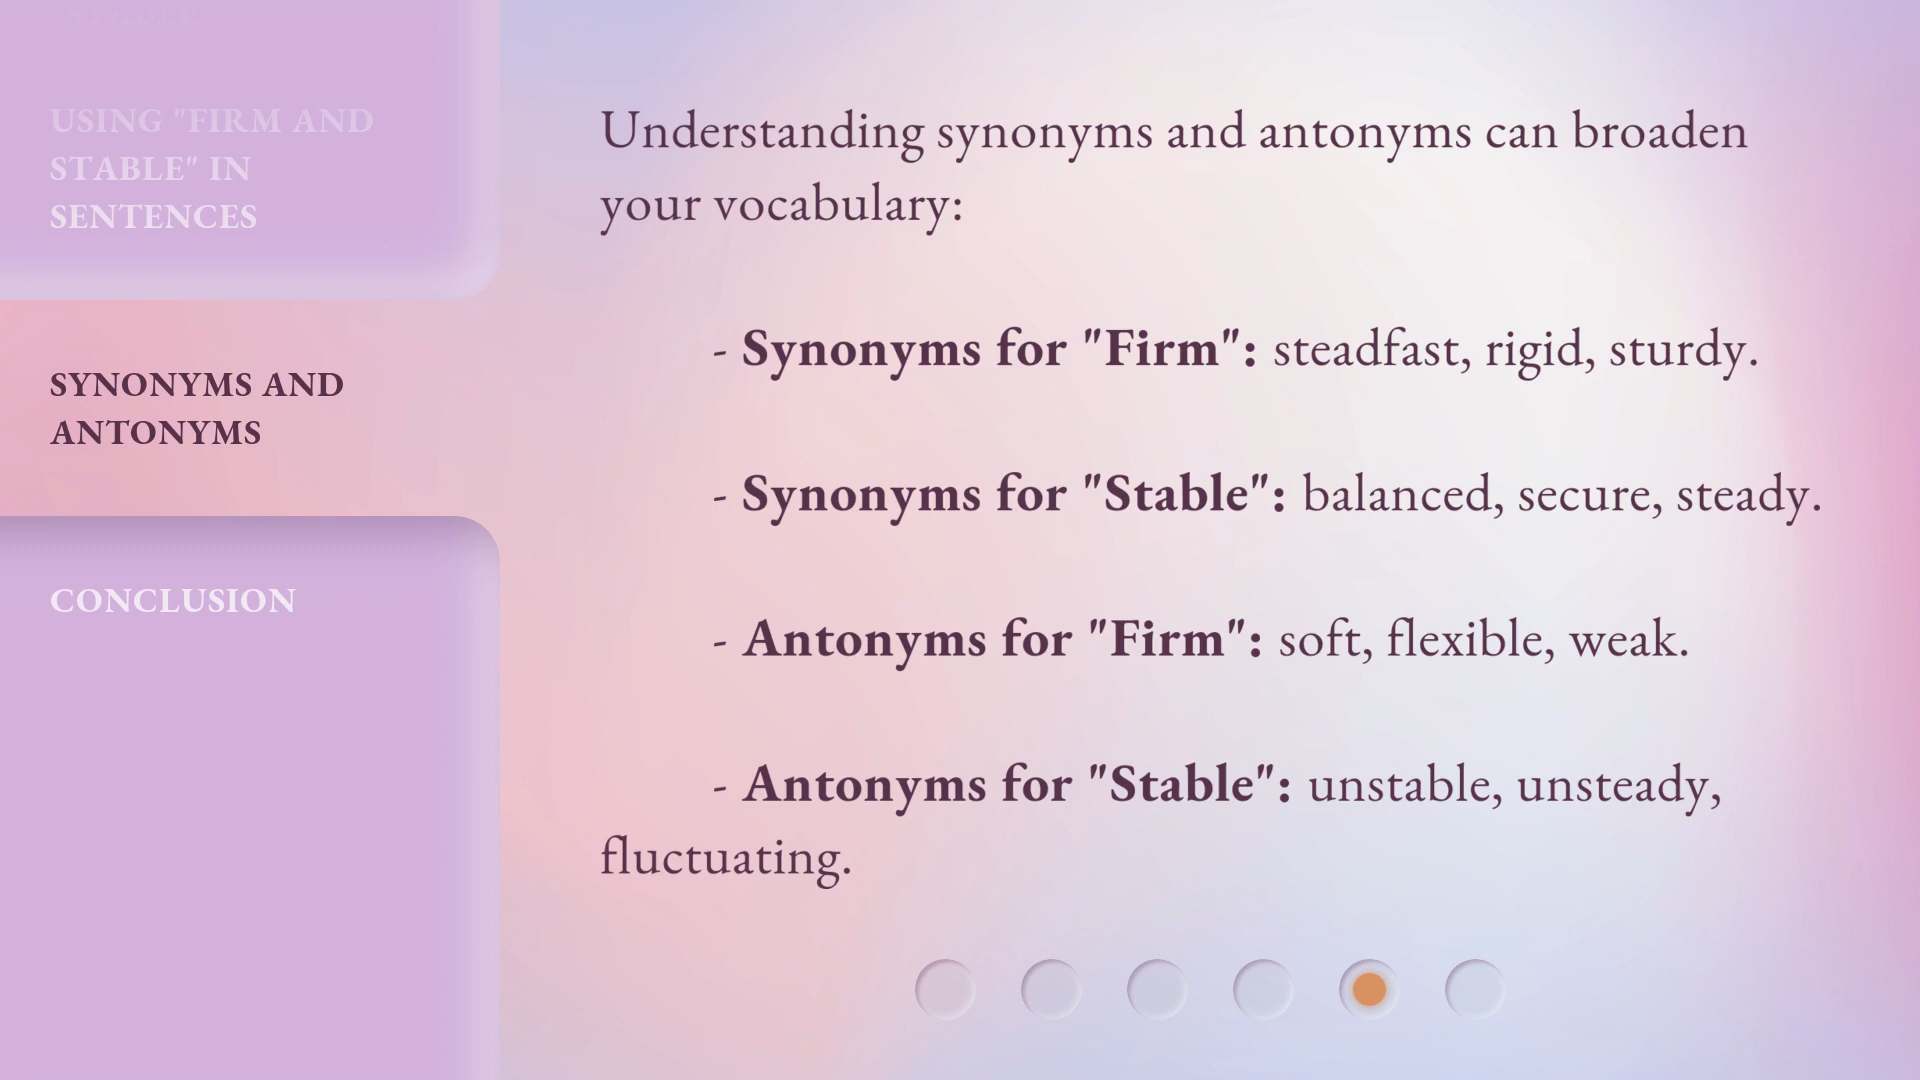 USING "FIRM AND
STABLE" IN
SENTENCES
SYNONYMS AND
ANTONYMS
CONCLUSION
Understanding synonyms and antonyms can broaden
your vocabulary:
- Synonyms for "Firm": steadfast, rigid, sturdy.
- Synonyms for "Stable": balanced, secure, steady.
- Antonyms for "Firm": soft, flexible, weak.
- Antonyms for "Stable": unstable, unsteady,
fluctuating.